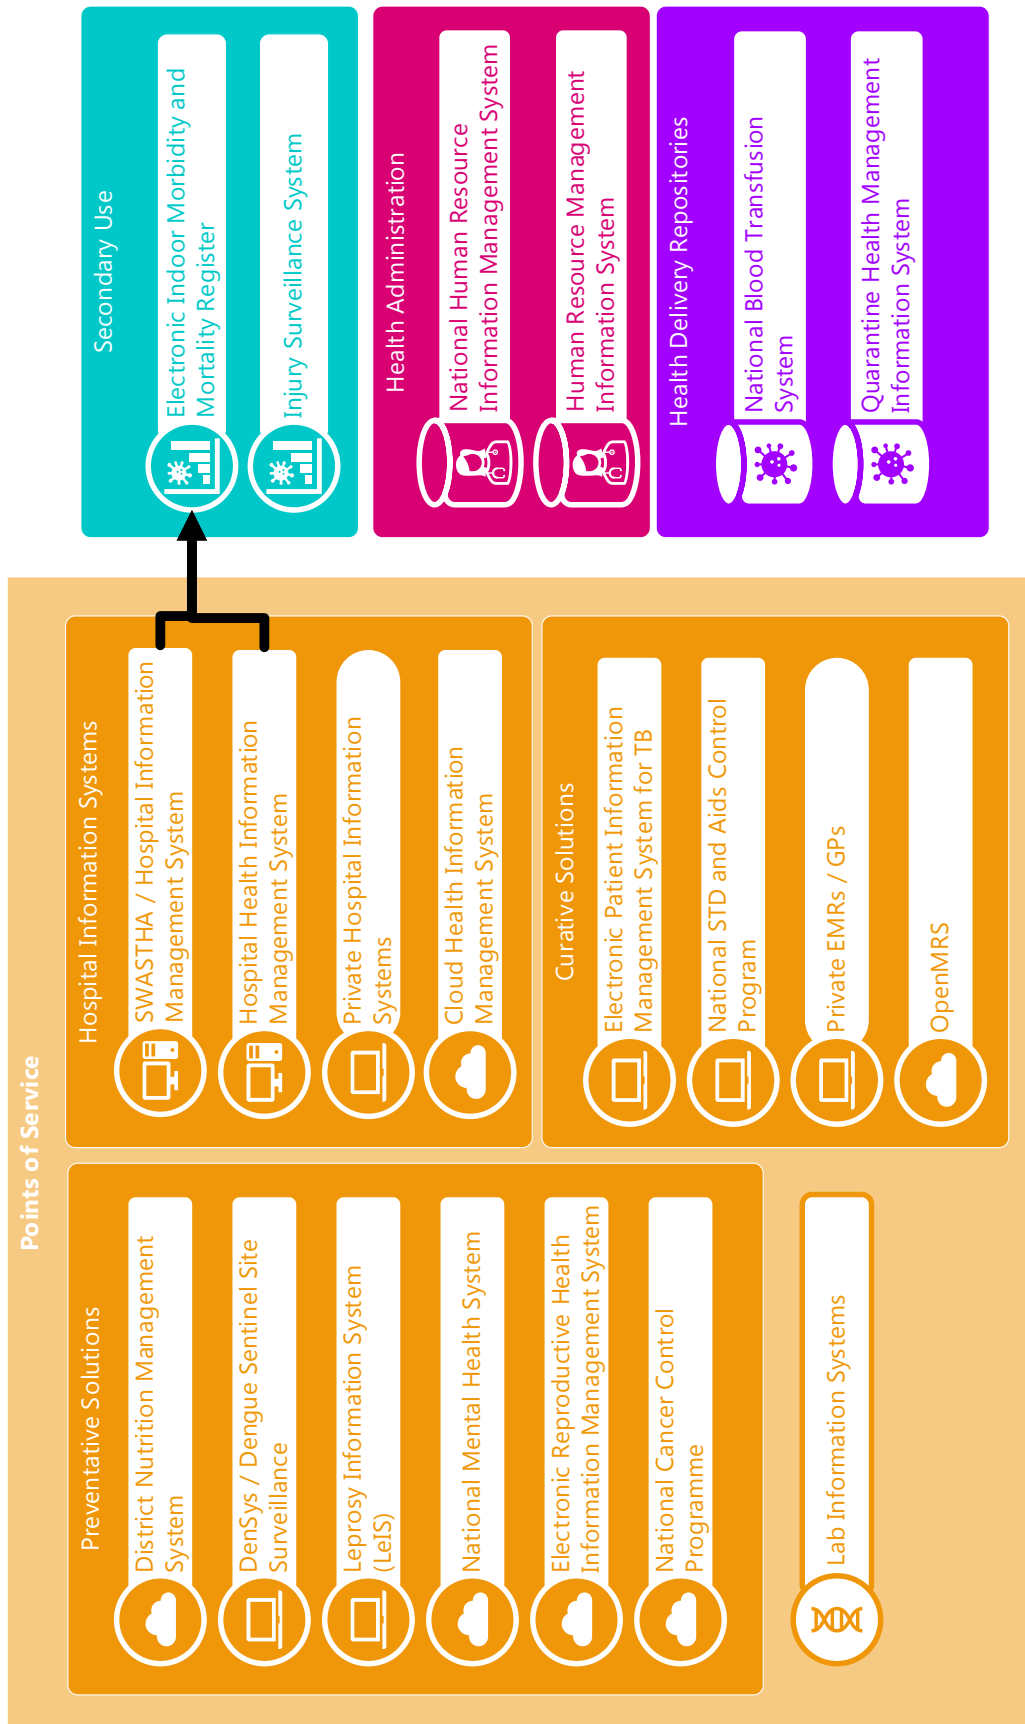 Points of Service
Preventative Solutions
District Nutrition Management
System
DenSys / Dengue Sentinel Site
Surveillance
Leprosy Information System
(LeIS)
National Mental Health System
Electronic Reproductive Health
Information Management System
National Cancer Control
Programme
Lab Information Systems
Hospital Information Systems
SWASTHA / Hospital Information
Management System
Hospital Health Information
Management System
Private Hospital Information
Systems
Cloud Health Information
Management System
Curative Solutions
Electronic Patient Information
Management System for TB
National STD and Aids Control
Program
Private EMRs / GPs
OpenMRS
Secondary Use
Electronic Indoor Morbidity and
Mortality Register
Injury Surveillance System
Health Administration
National Human Resource
Information Management System
Human Resource Management
Information System
Health Delivery Repositories
National Blood Transfusion
System
Quarantine Health Management
Information System